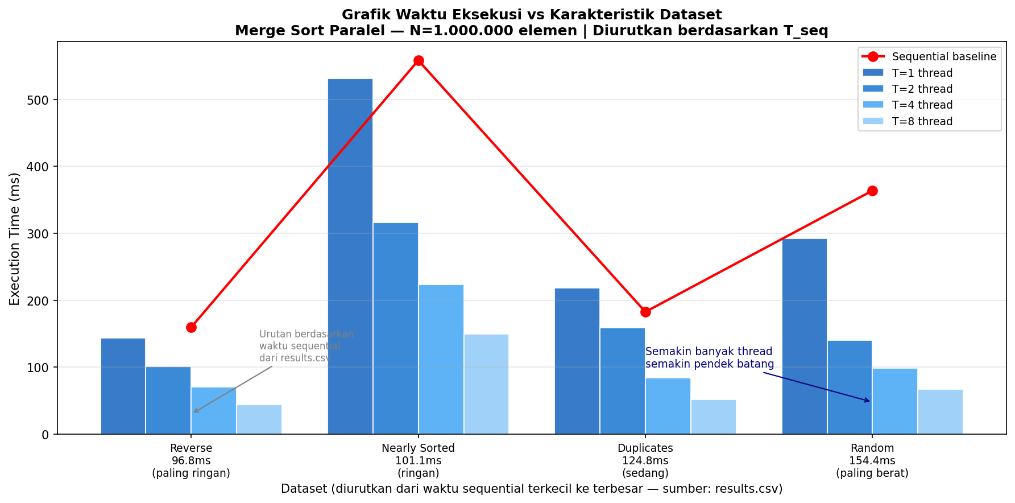 Grafik Waktu Eksekusi vs Karakteristik Dataset
Merge Sort Paralel — N=1.000.000 elemen | Diurutkan berdasarkan T_seq
Execution Time (ms)
500
400
300
200
100
0
Sequential baseline
T=1 thread
T=2 thread
T=4 thread
T=8 thread
Urutan berdasarkan
waktu sequential
dari results.csv
Semakin banyak thread
semakin pendek batang
Reverse
96.8ms
(paling ringan)
Nearly Sorted
101.1ms
(ringan)
Duplicates
124.8ms
(sedang)
Random
154.4ms
(paling berat)
Dataset (diurutkan dari waktu sequential terkecil ke terbesar — sumber: results.csv)